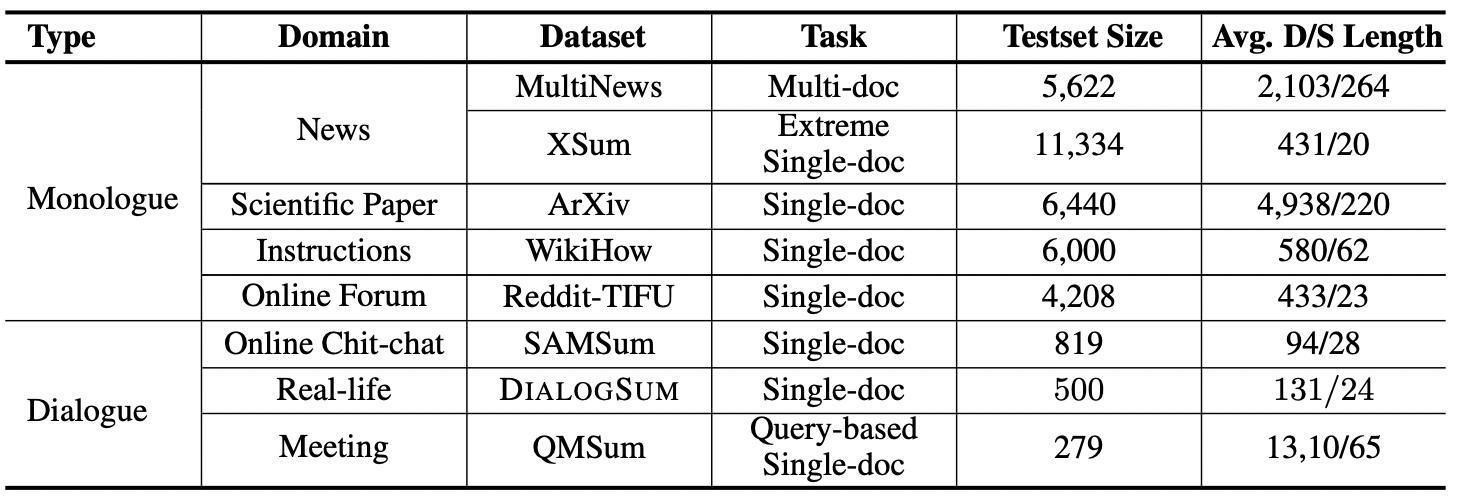 Type Domain Dataset Task Testset Size Avg. D/S Length
Monologue News MultiNews Multi-doc 5,622 2,103/264
XSum Extreme Single-doc 11,334 431/20
Scientific Paper ArXiv Single-doc 6,440 4,938/220
Instructions WikiHow Single-doc 6,000 580/62
Online Forum Reddit-TIFU Single-doc 4,208 433/23
Dialogue Online Chit-chat SAMSum Single-doc 819 94/28
Real-life DIALOGSUM Single-doc 500 131/24
Meeting QMSum Query-based Single-doc 279 13,10/65